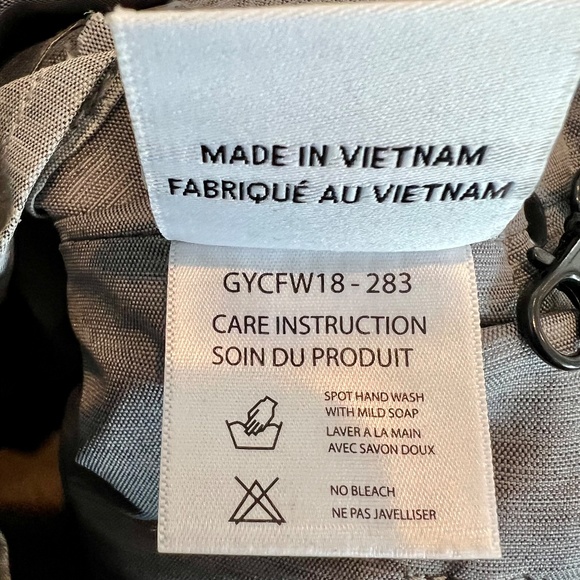 MADE IN VIETNAM
FABRIQUÉ AU VIETNAM
GYCFW18 - 283
CARE INSTRUCTION
SOIN DU PRODUIT
SPOT HAND WASH
WITH MILD SOAP
LAVER A LA MAIN
AVEC SAVON DOUX
NO BLEACH
NE PAS JAVELLISER